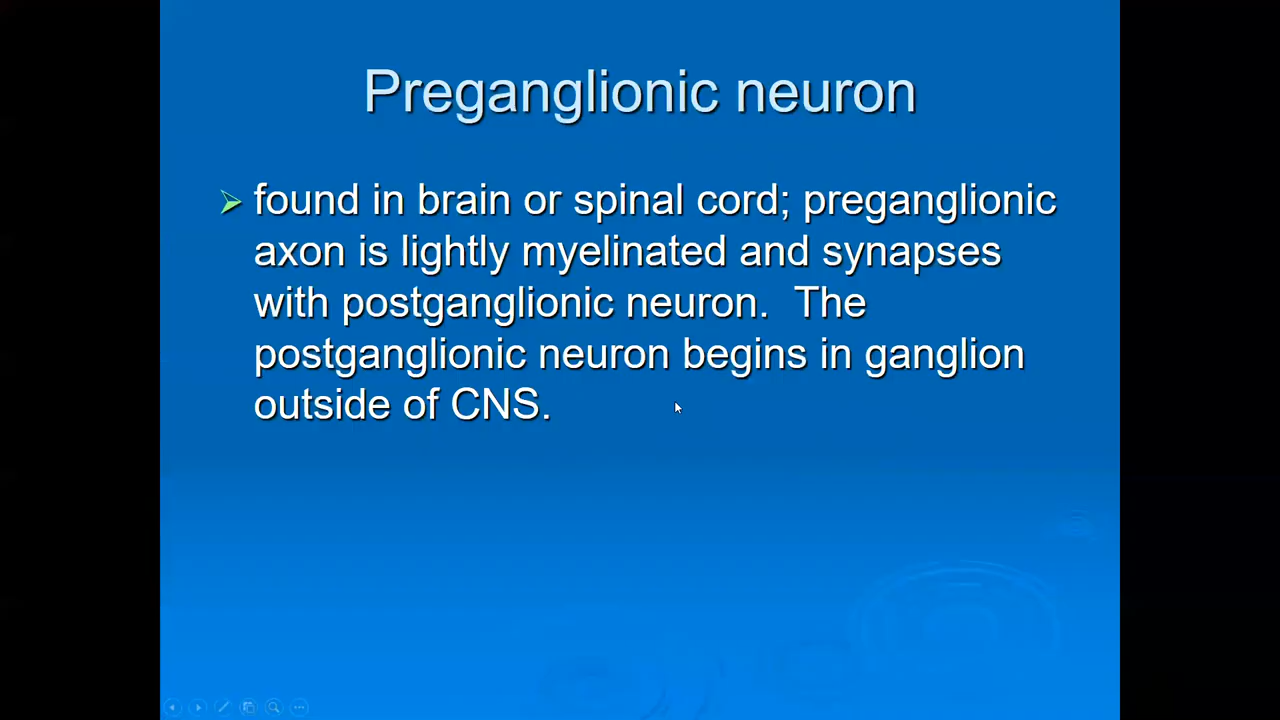 Preganglionic neuron
found in brain or spinal cord; preganglionic
axon is lightly myelinated and synapses
with postganglionic neuron.  The
postganglionic neuron begins in ganglion
outside of CNS.